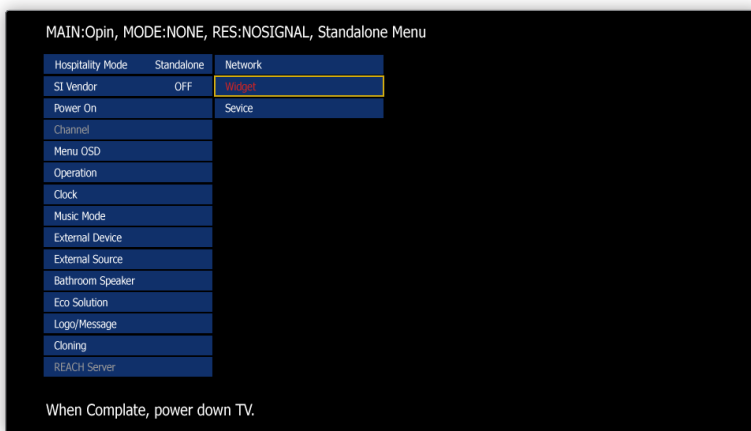 MAIN:Opin, MODE:NONE, RES:NOSIGNAL, Standalone Menu
Hospitality Mode Standalone Network
SI Vendor OFF Widget
Power On Sevice
Channel
Menu OSD
Operation
Clock
Music Mode
External Device
External Source
Bathroom Speaker
Eco Solution
Logo/Message
Cloning
REACH Server
When Complate, power down TV.